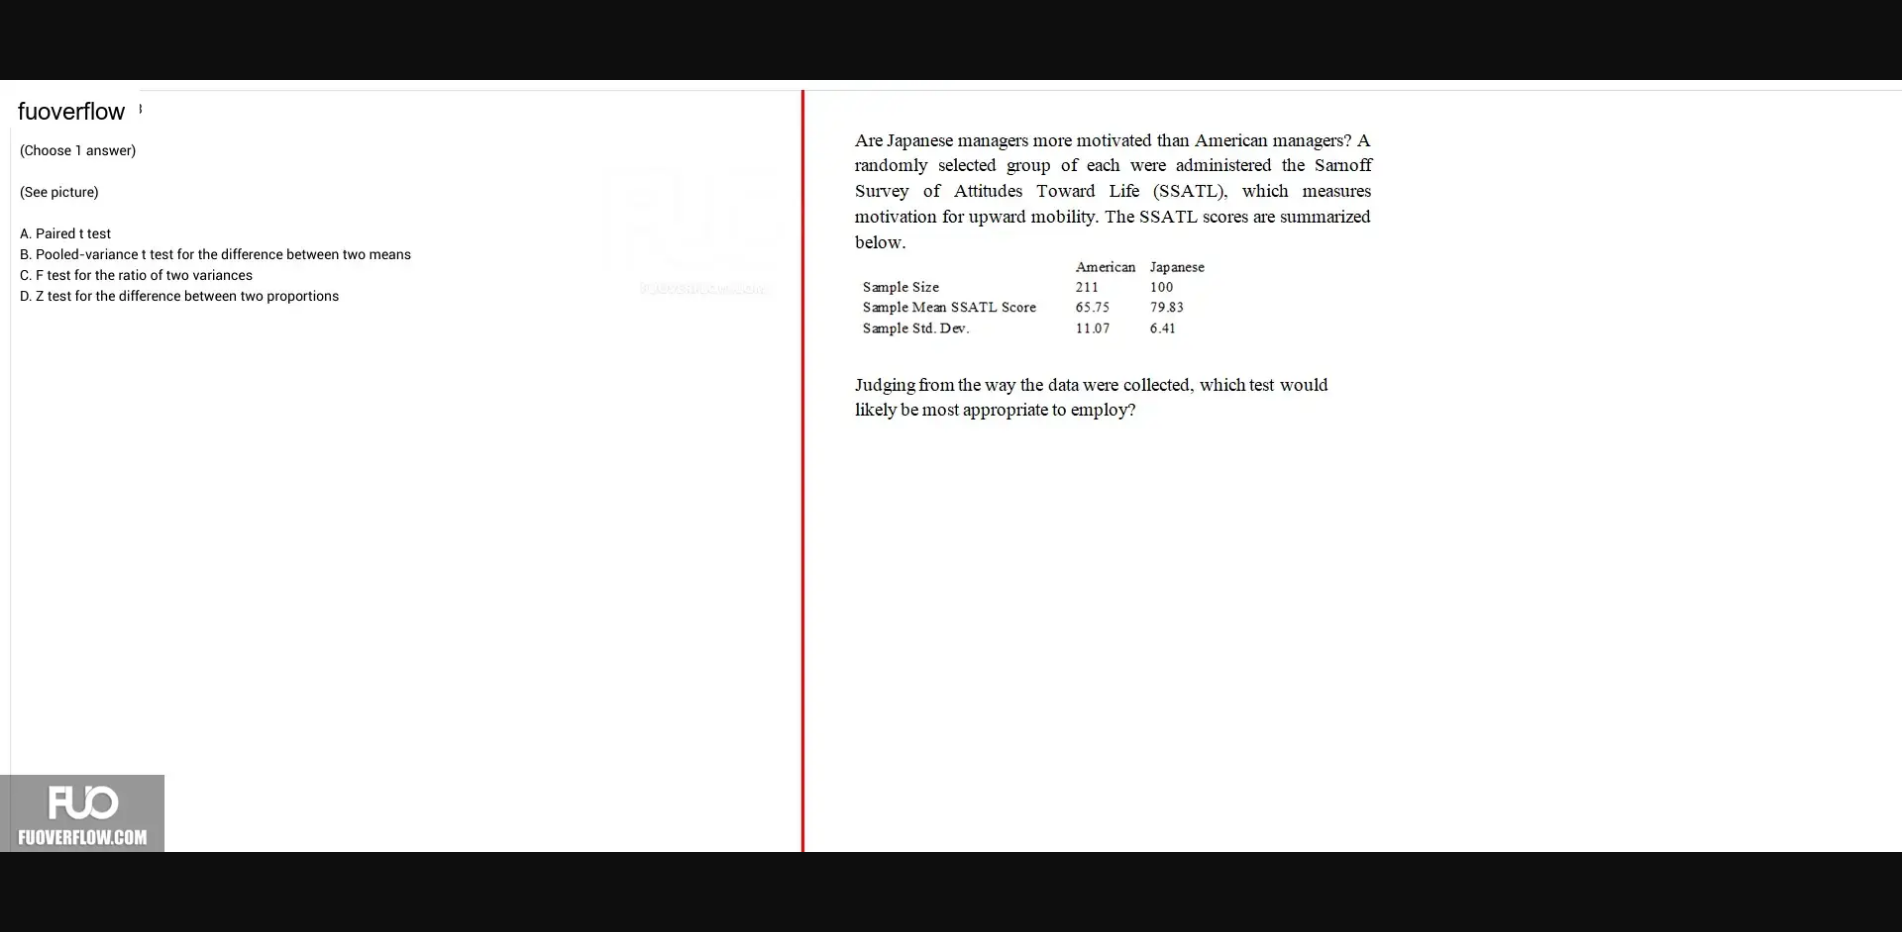 fuoverflow
(Choose 1 answer)
(See picture)
A. Paired t test
B. Pooled-variance t test for the difference between two means
C. F test for the ratio of two variances
D. Z test for the difference between two proportions
FUOVERFLOW.COM
Are Japanese managers more motivated than American managers? A
randomly selected group of each were administered the Sarnoff
Survey of Attitudes Toward Life (SSATL), which measures
motivation for upward mobility. The SSATL scores are summarized
below.
American Japanese
Sample Size 211 100
Sample Mean SSATL Score 65.75 79.83
Sample Std. Dev. 11.07 6.41
Judging from the way the data were collected, which test would
likely be most appropriate to employ?
FUO
FUOVERFLOW.COM